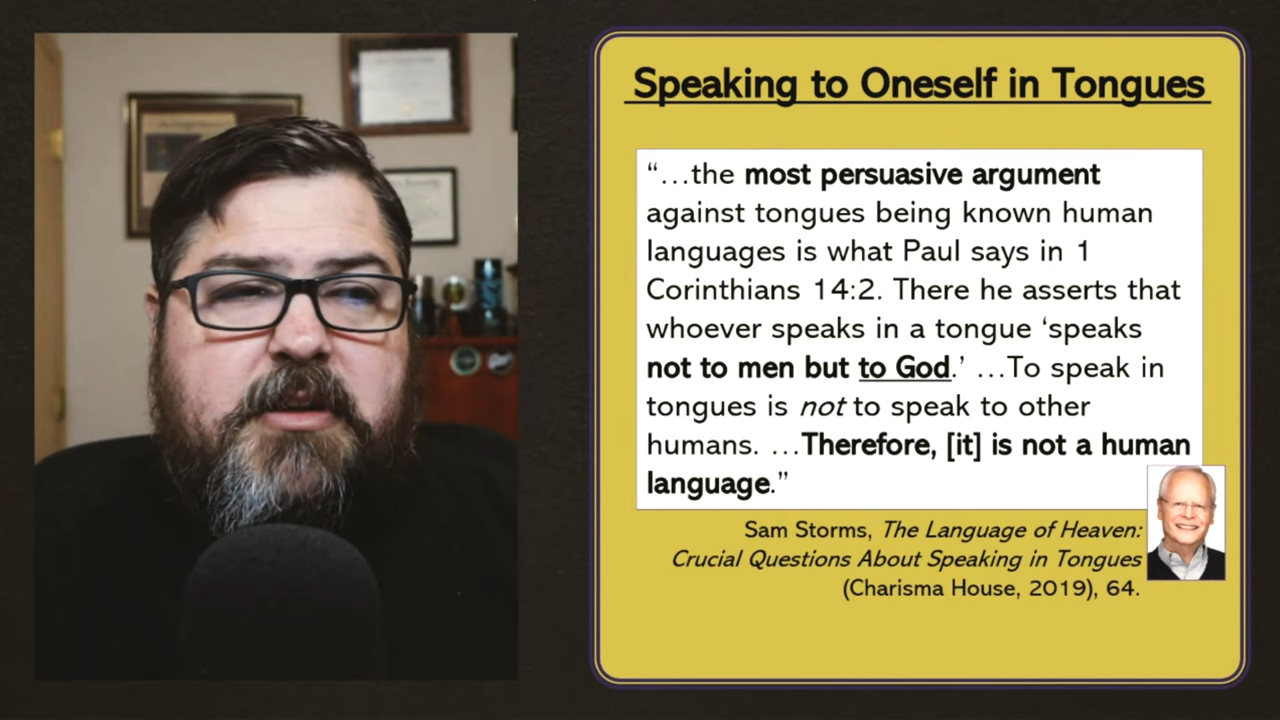 Speaking to Oneself in Tongues
“…the most persuasive argument
against tongues being known human
languages is what Paul says in 1
Corinthians 14:2. There he asserts that
whoever speaks in a tongue ‘speaks
not to men but to God.’ …To speak in
tongues is not to speak to other
humans. …Therefore, [it] is not a human
language.”
Sam Storms, The Language of Heaven:
Crucial Questions About Speaking in Tongues
(Charisma House, 2019), 64.